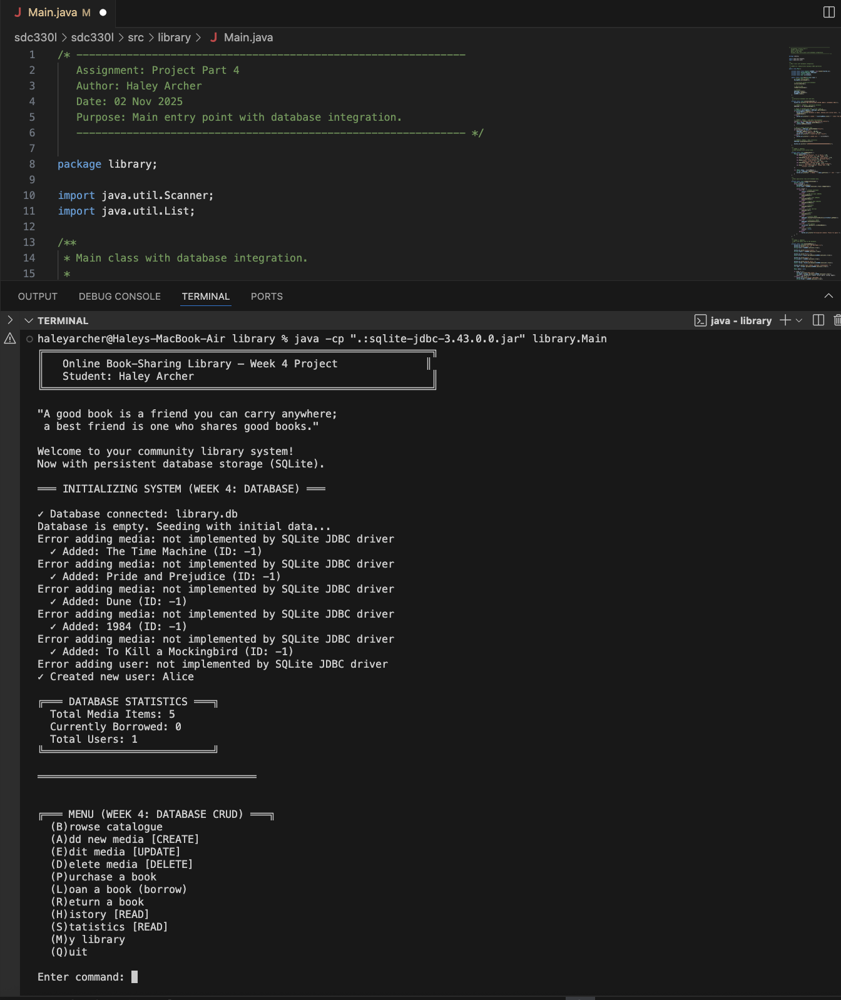 J Main.java M
sdc330l > sdc330l > src > library > J Main.java
1 /* --------------------------------------------------------------
2 Assignment: Project Part 4
3 Author: Haley Archer
4 Date: 02 Nov 2025
5 Purpose: Main entry point with database integration.
6 -------------------------------------------------------------- */
7
8 package library;
9
10 import java.util.Scanner;
11 import java.util.List;
12
13 /**
14 * Main class with database integration.
15 *
OUTPUT DEBUG CONSOLE TERMINAL PORTS
TERMINAL java - library
haleyarcher@Haleys-MacBook-Air library % java -cp ".:sqlite-jdbc-3.43.0.0.jar" library.Main
Online Book-Sharing Library – Week 4 Project
Student: Haley Archer
"A good book is a friend you can carry anywhere;
a best friend is one who shares good books."
Welcome to your community library system!
Now with persistent database storage (SQLite).
═══ INITIALIZING SYSTEM (WEEK 4: DATABASE) ═══
✓ Database connected: library.db
Database is empty. Seeding with initial data...
Error adding media: not implemented by SQLite JDBC driver
✓ Added: The Time Machine (ID: -1)
Error adding media: not implemented by SQLite JDBC driver
✓ Added: Pride and Prejudice (ID: -1)
Error adding media: not implemented by SQLite JDBC driver
✓ Added: Dune (ID: -1)
Error adding media: not implemented by SQLite JDBC driver
✓ Added: 1984 (ID: -1)
Error adding media: not implemented by SQLite JDBC driver
✓ Added: To Kill a Mockingbird (ID: -1)
Error adding user: not implemented by SQLite JDBC driver
✓ Created new user: Alice
╔═══ DATABASE STATISTICS ═══╗
Total Media Items: 5
Currently Borrowed: 0
Total Users: 1
╔═══ MENU (WEEK 4: DATABASE CRUD) ═══╗
(B)rowse catalogue
(A)dd new media [CREATE]
(E)dit media [UPDATE]
(D)elete media [DELETE]
(P)urchase a book
(L)oan a book (borrow)
(R)eturn a book
(H)istory [READ]
(S)tatistics [READ]
(M)y library
(Q)uit
Enter command: